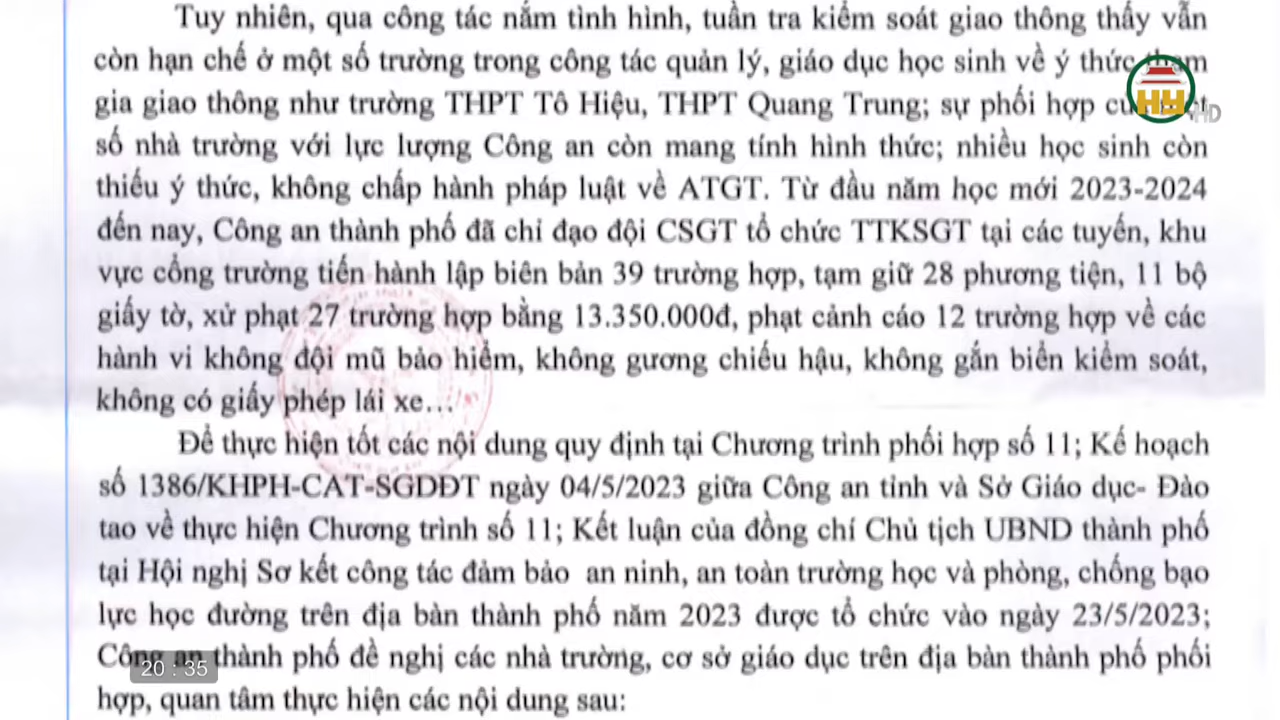 Tuy nhiên, qua công tác nắm tình hình, tuần tra kiểm soát giao thông thấy vẫn
còn hạn chế ở một số trường trong công tác quản lý, giáo dục học sinh về ý thức tham
gia giao thông như trường THPT Tô Hiệu, THPT Quang Trung; sự phối hợp
số nhà trường với lực lượng Công an còn mang tính hình thức; nhiều học sinh còn
thiếu ý thức, không chấp hành pháp luật về ATGT. Từ đầu năm học mới 2023-2024
đến nay, Công an thành phố đã chỉ đạo đội CSGT tổ chức TTKSGT tại các tuyến, khu
vực cổng trường tiến hành lập biên bản 39 trường hợp, tạm giữ 28 phương tiện, 11 bộ
giấy tờ, xử phạt 27 trường hợp bằng 13.350.000đ, phạt cảnh cáo 12 trường hợp về các
hành vi không đội mũ bảo hiểm, không gương chiếu hậu, không gắn biển kiểm soát,
không có giấy phép lái xe...
Để thực hiện tốt các nội dung quy định tại Chương trình phối hợp số 11; Kế hoạch
số 1386/KHPH-CAT-SGDĐT ngày 04/5/2023 giữa Công an tỉnh và Sở Giáo dục- Đào
tao về thực hiện Chương trình số 11; Kết luận của đồng chí Chủ tịch UBND thành phố
tại Hội nghị Sơ kết công tác đảm bảo an ninh, an toàn trường học và phòng, chống bạo
lực học đường trên địa bàn thành phố năm 2023 được tổ chức vào ngày 23/5/2023;
Công an thành phố đề nghị các nhà trường, cơ sở giáo dục trên địa bàn thành phố phối
hợp, quan tâm thực hiện các nội dung sau:
HY HD
20 : 35